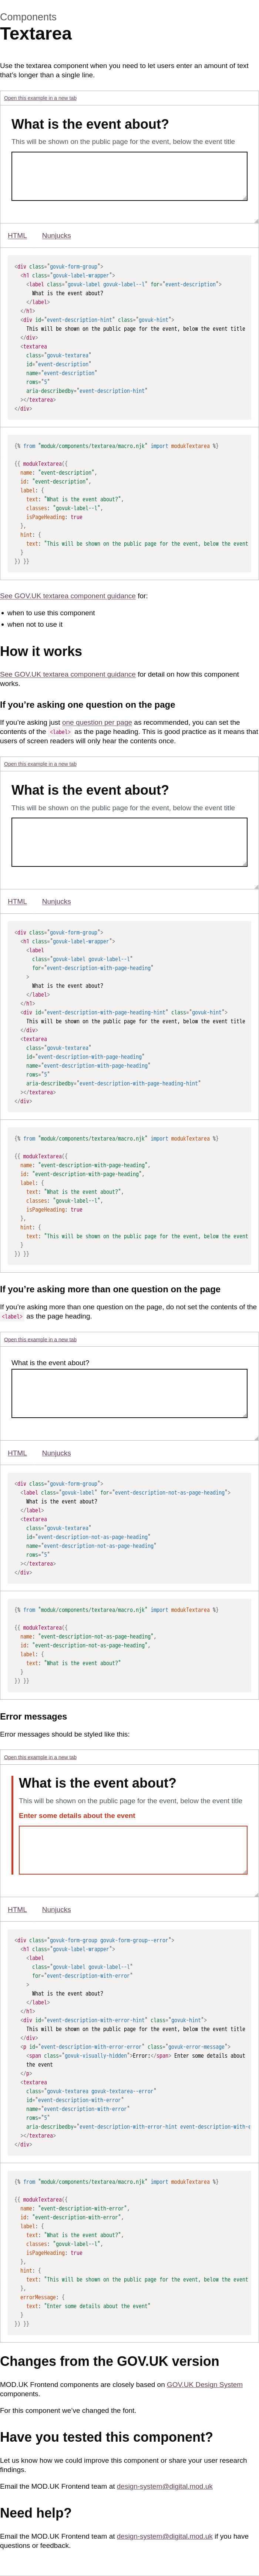 Components
Textarea
Use the textarea component when you need to let users enter an amount of text
that's longer than a single line.
Open this example in a new tab
What is the event about?
This will be shown on the public page for the event, below the event title
HTML Nunjucks
<div class="govuk-form-group">
<h1 class="govuk-label-wrapper">
<label class="govuk-label govuk-label--l" for="event-description">
What is the event about?
</label>
</h1>
<div id="event-description-hint" class="govuk-hint">
This will be shown on the public page for the event, below the event title
</div>
<textarea
class="govuk-textarea"
id="event-description"
name="event-description"
rows="5"
aria-describedby="event-description-hint"
></textarea>
</div>
{% from "moduk/components/textarea/macro.njk" import modukTextarea %}
{{ modukTextarea({
name: "event-description",
id: "event-description",
label: {
text: "What is the event about?",
classes: "govuk-label--l",
isPageHeading: true
},
hint: {
text: "This will be shown on the public page for the event, below the event
}
}) }}
See GOV.UK textarea component guidance for:
• when to use this component
• when not to use it
How it works
See GOV.UK textarea component guidance for detail on how this component
works.
If you're asking one question on the page
If you're asking just one question per page as recommended, you can set the
contents of the <label> as the page heading. This is good practice as it means that
users of screen readers will only hear the contents once.
Open this example in a new tab
What is the event about?
This will be shown on the public page for the event, below the event title
HTML Nunjucks
<div class="govuk-form-group">
<h1 class="govuk-label-wrapper">
<label
class="govuk-label govuk-label--l"
for="event-description-with-page-heading"
>
What is the event about?
</label>
</h1>
<div id="event-description-with-page-heading-hint" class="govuk-hint">
This will be shown on the public page for the event, below the event title
</div>
<textarea
class="govuk-textarea"
id="event-description-with-page-heading"
name="event-description-with-page-heading"
rows="5"
aria-describedby="event-description-with-page-heading-hint"
></textarea>
</div>
{% from "moduk/components/textarea/macro.njk" import modukTextarea %}
{{ modukTextarea({
name: "event-description-with-page-heading",
id: "event-description-with-page-heading",
label: {
text: "What is the event about?",
classes: "govuk-label--l",
isPageHeading: true
},
hint: {
text: "This will be shown on the public page for the event, below the event
}
}) }}
If you're asking more than one question on the page
If you're asking more than one question on the page, do not set the contents of the
<label> as the page heading.
Open this example in a new tab
What is the event about?
HTML Nunjucks
<div class="govuk-form-group">
<label class="govuk-label" for="event-description-not-as-page-heading">
What is the event about?
</label>
<textarea
class="govuk-textarea"
id="event-description-not-as-page-heading"
name="event-description-not-as-page-heading"
rows="5"
></textarea>
</div>
{% from "moduk/components/textarea/macro.njk" import modukTextarea %}
{{ modukTextarea({
name: "event-description-not-as-page-heading",
id: "event-description-not-as-page-heading",
label: {
text: "What is the event about?"
}
}) }}
Error messages
Error messages should be styled like this:
Open this example in a new tab
What is the event about?
This will be shown on the public page for the event, below the event title
Enter some details about the event
HTML Nunjucks
<div class="govuk-form-group govuk-form-group--error">
<h1 class="govuk-label-wrapper">
<label
class="govuk-label govuk-label--l"
for="event-description-with-error"
>
What is the event about?
</label>
</h1>
<div id="event-description-with-error-hint" class="govuk-hint">
This will be shown on the public page for the event, below the event title
</div>
<p id="event-description-with-error-error" class="govuk-error-message">
<span class="govuk-visually-hidden">Error:</span> Enter some details about
the event
</p>
<textarea
class="govuk-textarea govuk-textarea--error"
id="event-description-with-error"
name="event-description-with-error"
rows="5"
aria-describedby="event-description-with-error-hint event-description-with-e
></textarea>
</div>
{% from "moduk/components/textarea/macro.njk" import modukTextarea %}
{{ modukTextarea({
name: "event-description-with-error",
id: "event-description-with-error",
label: {
text: "What is the event about?",
classes: "govuk-label--l",
isPageHeading: true
},
hint: {
text: "This will be shown on the public page for the event, below the event
},
errorMessage: {
text: "Enter some details about the event"
}
}) }}
Changes from the GOV.UK version
MOD.UK Frontend components are closely based on GOV.UK Design System
components.
For this component we've changed the font.
Have you tested this component?
Let us know how we could improve this component or share your user research
findings.
Email the MOD.UK Frontend team at design-system@digital.mod.uk
Need help?
Email the MOD.UK Frontend team at design-system@digital.mod.uk if you have
questions or feedback.